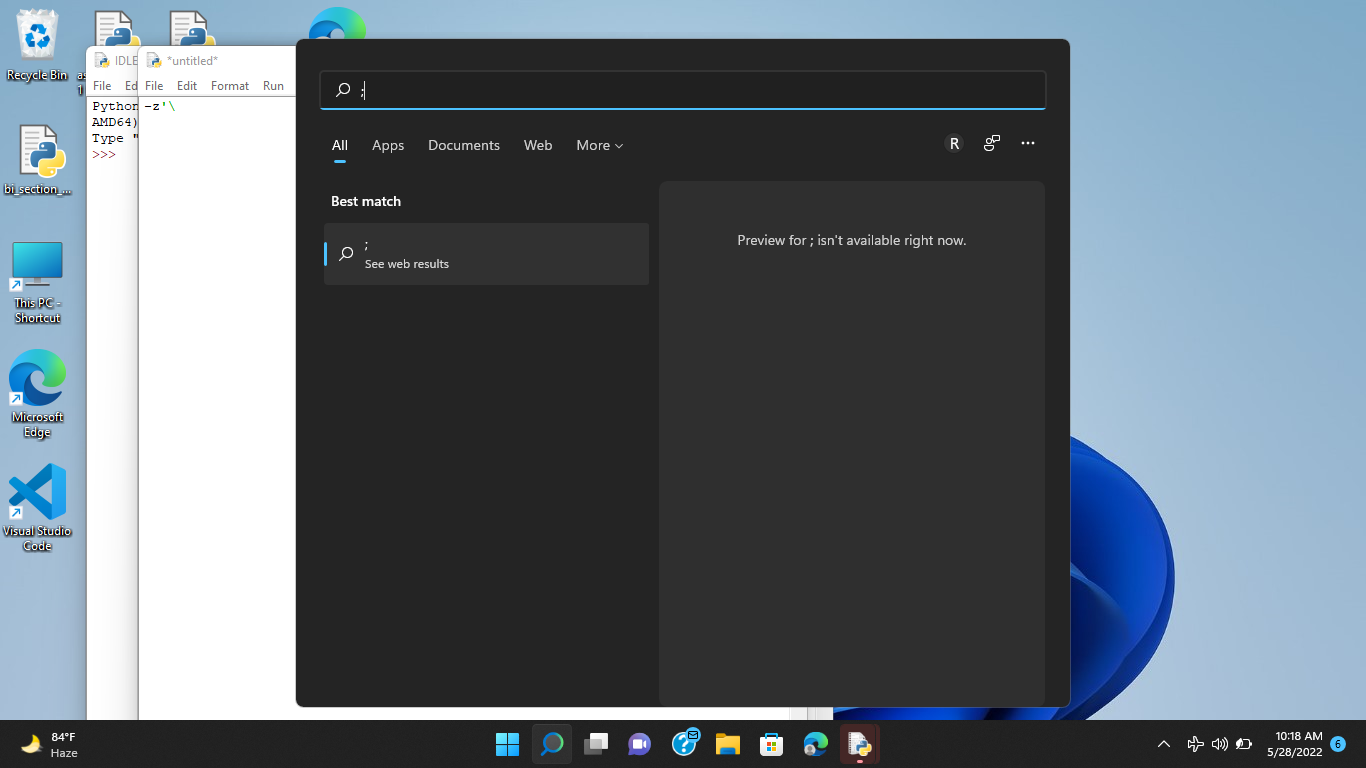 Recycle Bin
as
1
bi_section_...
This PC -
Shortcut
Microsoft
Edge
Visual Studio
Code
IDLE
File Ed
Python
AMD64)
Type "
>>>
*untitled*
File Edit Format Run
-z'\
;
All Apps Documents Web More
R
Best match
;
See web results
Preview for ; isn't available right now.
84°F
Haze
10:18 AM
5/28/2022
6